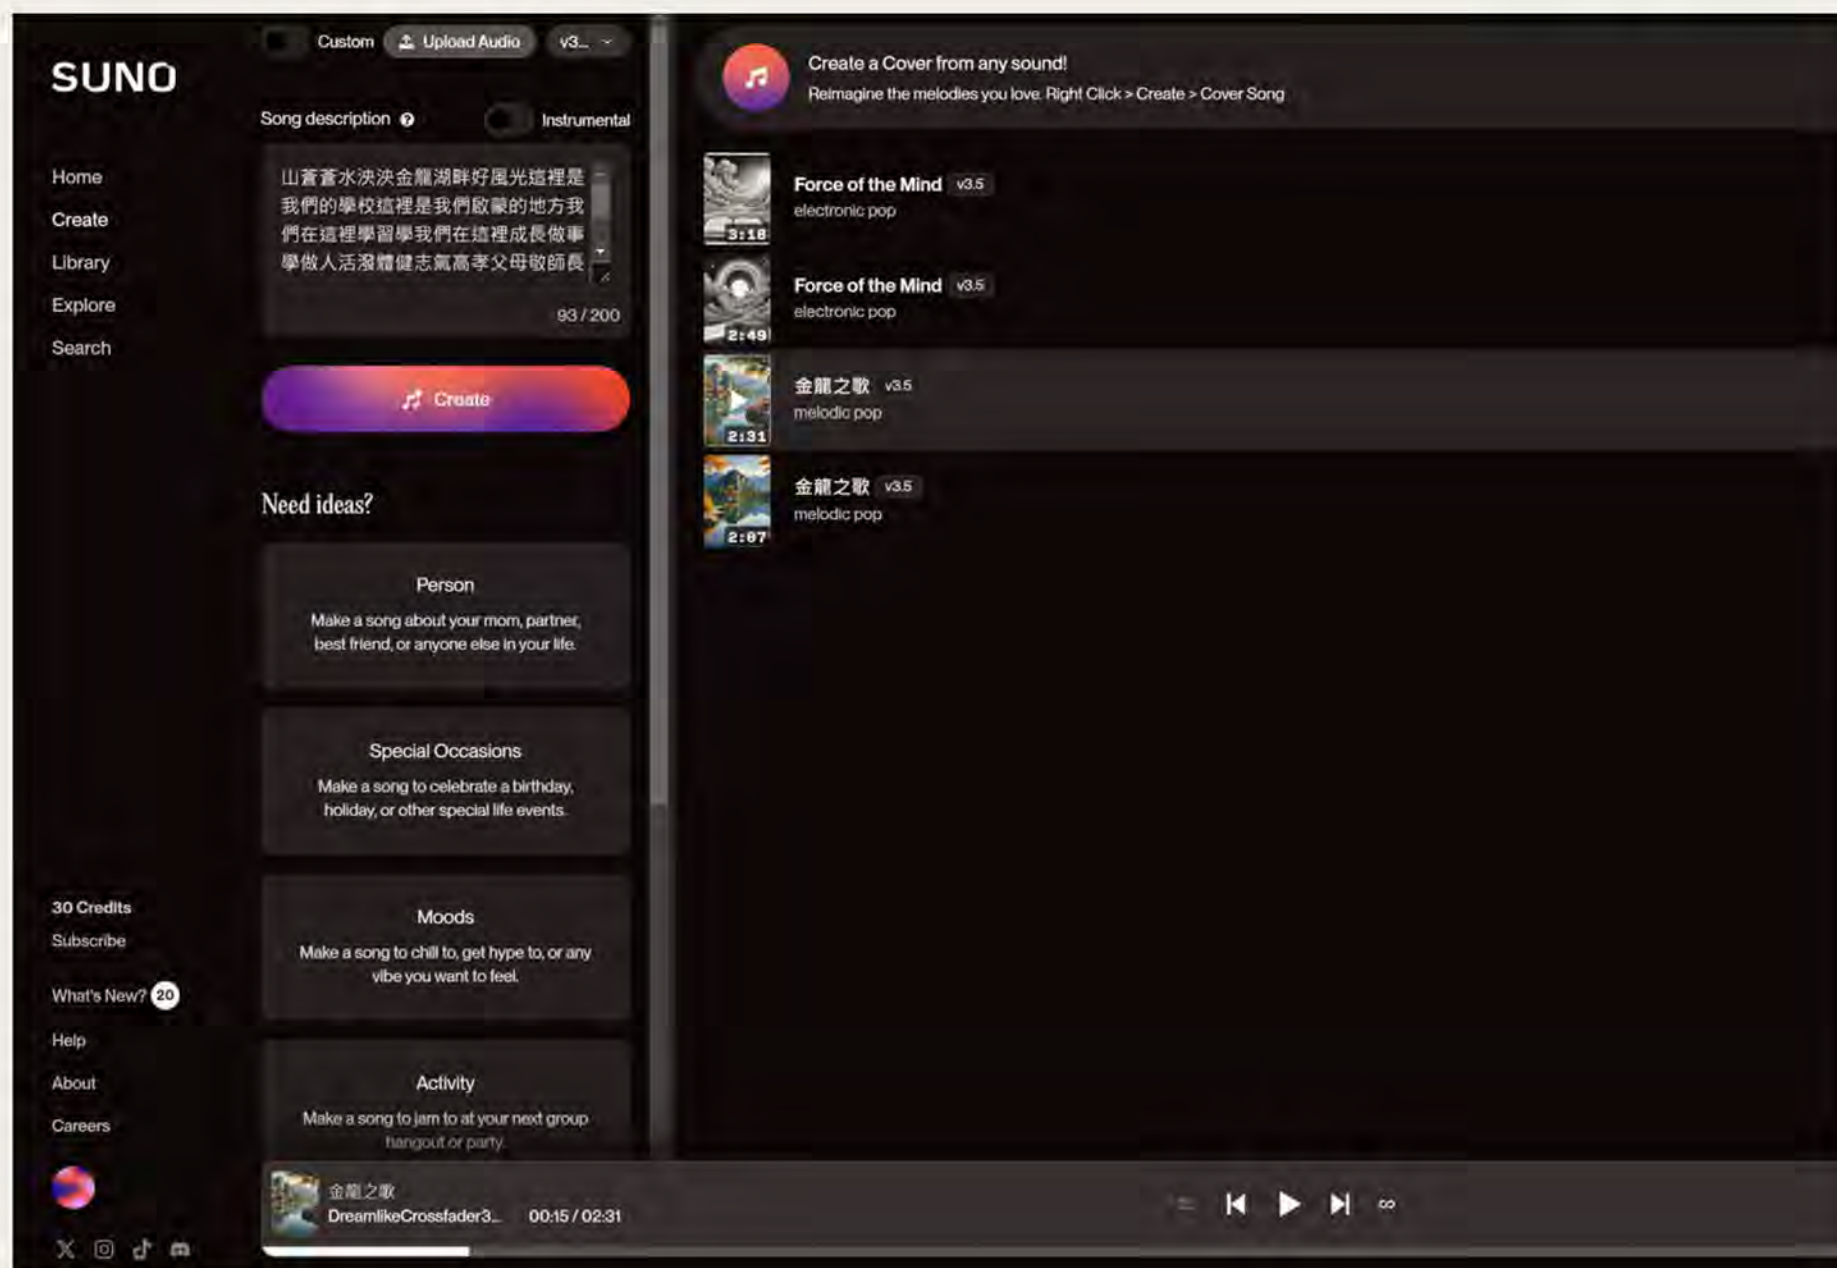 SUNO
Home
Create
Library
Explore
Search
30 Credits
Subscribe
What's New? 20
Help
About
Careers
Custom
Upload Audio
v3...
Song description
Instrumental
山蒼蒼水泱泱金龍湖畔好風光這裡是
我們的學校這裡是我們啟蒙的地方我
們在這裡學習學我們在這裡成長做事
學做人活潑體健志氣高孝父母敬師長
93 / 200
Create
Need ideas?
Person
Make a song about your mom, partner,
best friend, or anyone else in your life.
Special Occasions
Make a song to celebrate a birthday,
holiday, or other special life events.
Moods
Make a song to chill to, get hype to, or any
vibe you want to feel.
Activity
Make a song to jam to at your next group
hangout or party.
Create a Cover from any sound!
Reimagine the melodies you love. Right Click > Create > Cover Song
Force of the Mind v3.5
electronic pop
3:18
Force of the Mind v3.5
electronic pop
2:49
金龍之歌 v3.5
melodic pop
2:31
金龍之歌 v3.5
melodic pop
2:07
金龍之歌
DreamlikeCrossfader3...
00:15 / 02:31